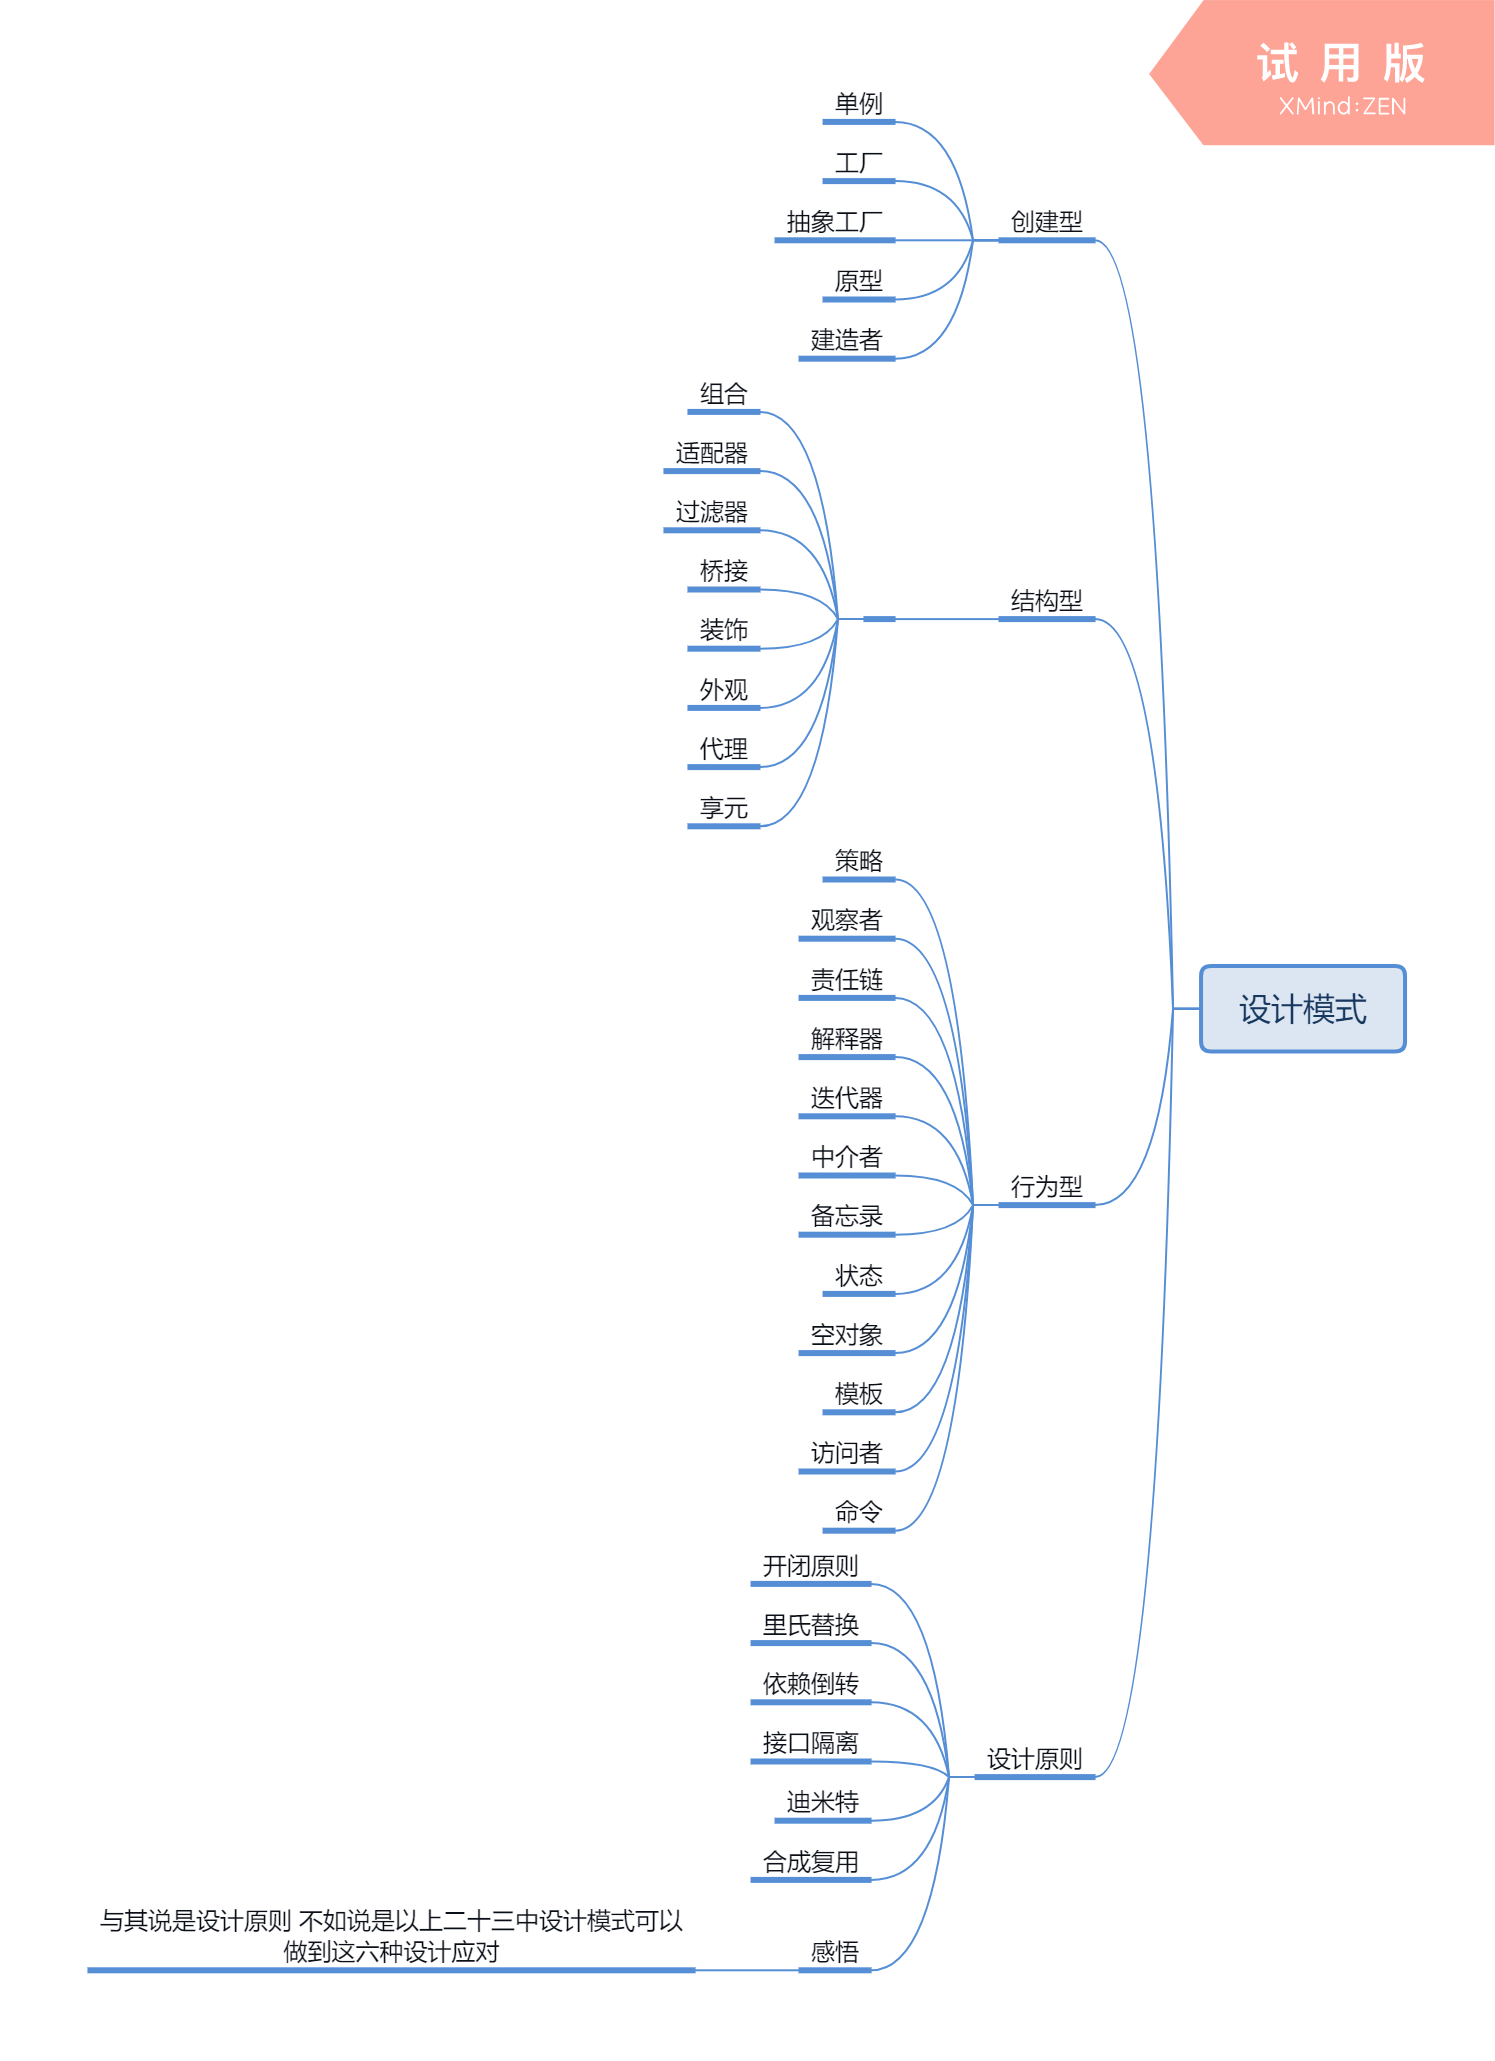 试用版
XMind:ZEN
单例
工厂
抽象工厂
原型
建造者
创建型
组合
适配器
过滤器
桥接
装饰
外观
代理
享元
结构型
策略
观察者
责任链
解释器
迭代器
中介者
备忘录
状态
空对象
模板
访问者
命令
行为型
设计模式
开闭原则
里氏替换
依赖倒转
接口隔离
迪米特
合成复用
设计原则
与其说是设计原则 不如说是以上二十三中设计模式可以
做到这六种设计应对
感悟